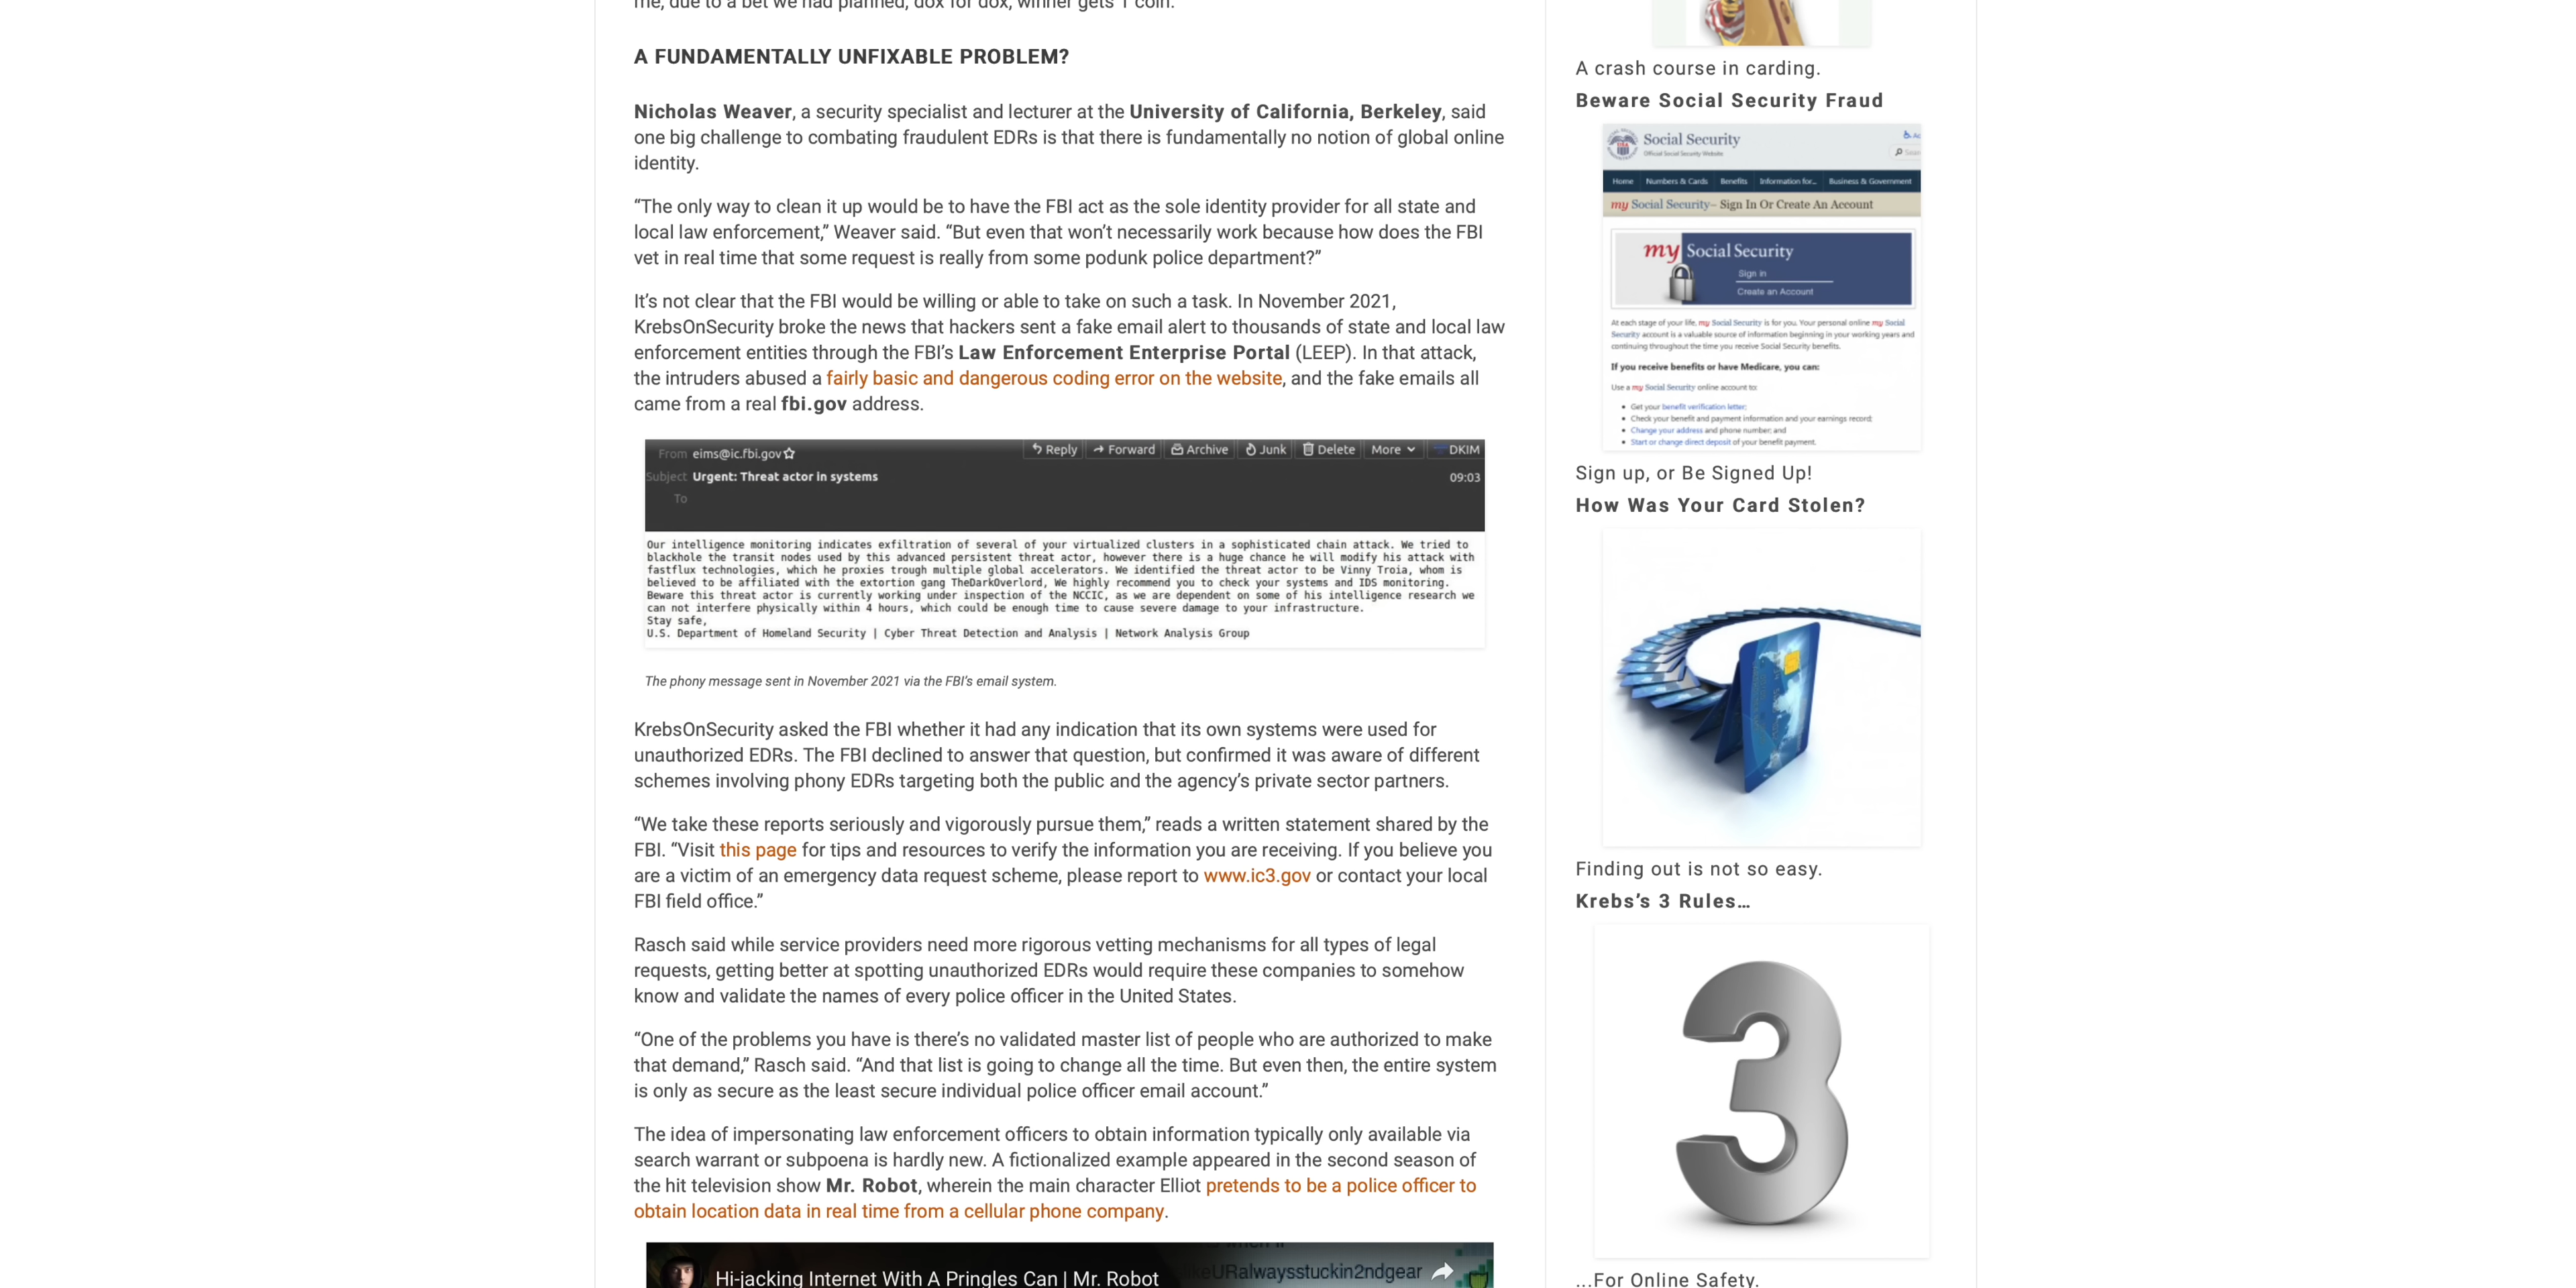 me, due to a bet we had planned, dox for dox, winner gets 1 coin.
A FUNDAMENTALLY UNFIXABLE PROBLEM?
Nicholas Weaver, a security specialist and lecturer at the University of California, Berkeley, said
one big challenge to combating fraudulent EDRs is that there is fundamentally no notion of global online
identity.
“The only way to clean it up would be to have the FBI act as the sole identity provider for all state and
local law enforcement,” Weaver said. “But even that won’t necessarily work because how does the FBI
vet in real time that some request is really from some podunk police department?”
It’s not clear that the FBI would be willing or able to take on such a task. In November 2021,
KrebsOnSecurity broke the news that hackers sent a fake email alert to thousands of state and local law
enforcement entities through the FBI’s Law Enforcement Enterprise Portal (LEEP). In that attack,
the intruders abused a fairly basic and dangerous coding error on the website, and the fake emails all
came from a real fbi.gov address.
From eims@ic.fbi.gov
Reply Forward Archive Junk Delete More DKIM
Subject Urgent: Threat actor in systems 09:03
To
Our intelligence monitoring indicates exfiltration of several of your virtualized clusters in a sophisticated chain attack. We tried to
blackhole the transit nodes used by this advanced persistent threat actor, however there is a huge chance he will modify his attack with
fastflux technologies, which he proxies trough multiple global accelerators. We identified the threat actor to be Vinny Troia, whom is
believed to be affiliated with the extortion gang TheDarkOverlord, We highly recommend you to check your systems and IDS monitoring.
Beware this threat actor is currently working under inspection of the NCCIC, as we are dependent on some of his intelligence research we
can not interfere physically within 4 hours, which could be enough time to cause severe damage to your infrastructure.
Stay safe,
U.S. Department of Homeland Security | Cyber Threat Detection and Analysis | Network Analysis Group
The phony message sent in November 2021 via the FBI’s email system.
KrebsOnSecurity asked the FBI whether it had any indication that its own systems were used for
unauthorized EDRs. The FBI declined to answer that question, but confirmed it was aware of different
schemes involving phony EDRs targeting both the public and the agency’s private sector partners.
“We take these reports seriously and vigorously pursue them,” reads a written statement shared by the
FBI. “Visit this page for tips and resources to verify the information you are receiving. If you believe you
are a victim of an emergency data request scheme, please report to www.ic3.gov or contact your local
FBI field office.”
Rasch said while service providers need more rigorous vetting mechanisms for all types of legal
requests, getting better at spotting unauthorized EDRs would require these companies to somehow
know and validate the names of every police officer in the United States.
“One of the problems you have is there’s no validated master list of people who are authorized to make
that demand,” Rasch said. “And that list is going to change all the time. But even then, the entire system
is only as secure as the least secure individual police officer email account.”
The idea of impersonating law enforcement officers to obtain information typically only available via
search warrant or subpoena is hardly new. A fictionalized example appeared in the second season of
the hit television show Mr. Robot, wherein the main character Elliot pretends to be a police officer to
obtain location data in real time from a cellular phone company.
Hi-jacking Internet With A Pringles Can | Mr. Robot
A crash course in carding.
Beware Social Security Fraud
Social Security
Official Social Security Website
Home Numbers & Cards Benefits Information for... Business & Government
my Social Security– Sign In Or Create An Account
my Social Security
Sign in
Create an Account
At each stage of your life, my Social Security is for you. Your personal online my Social
Security account is a valuable source of information beginning in your working years and
continuing throughout the time you receive Social Security benefits.
If you receive benefits or have Medicare, you can:
Use a my Social Security online account to:
• Get your benefit verification letter;
• Check your benefit and payment information and your earnings record;
• Change your address and phone number; and
• Start or change direct deposit of your benefit payment.
Sign up, or Be Signed Up!
How Was Your Card Stolen?
Finding out is not so easy.
Krebs’s 3 Rules…
3
...For Online Safety.